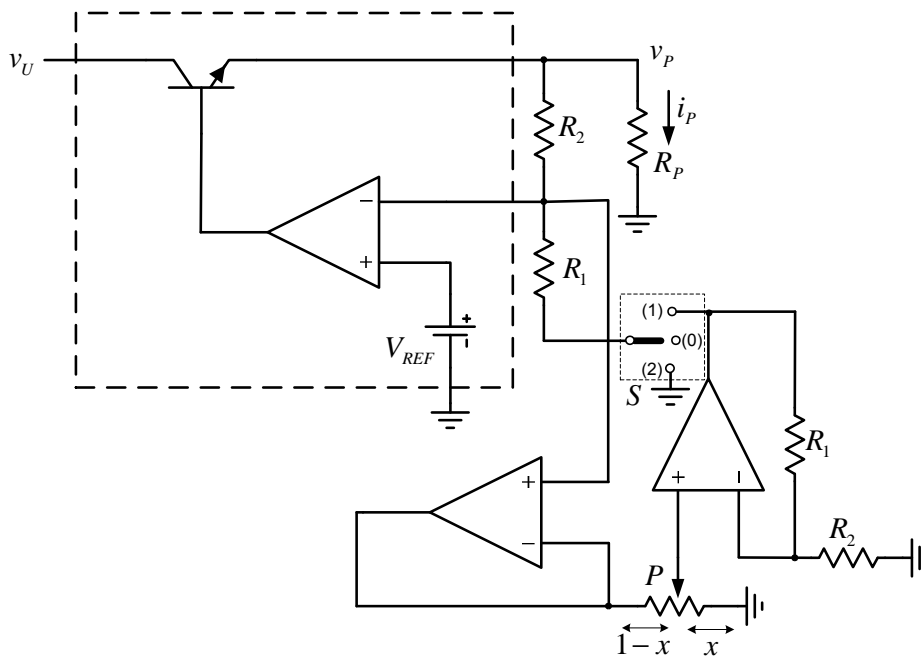 v_U
v_P
i_P
R_2
R_P
−
+
R_1
+
V_REF
(1)
(0)
(2)
S
+
−
R_1
+
−
R_2
P
1 − x
x